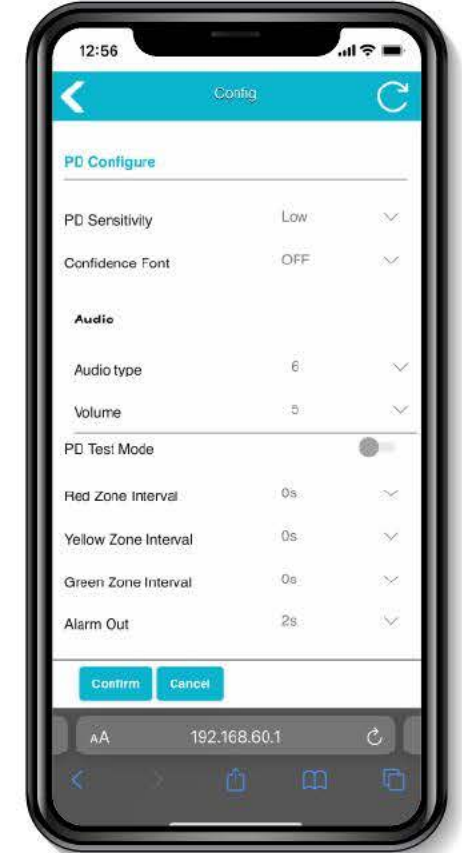 12:56
Config
PD Configure
PD Sensitivity Low
Confidence Font OFF
Audio
Audio type 6
Volume 5
PD Test Mode
Red Zone Interval 0s
Yellow Zone Interval 0s
Green Zone Interval 0s
Alarm Out 2s
Confirm Cancel
AA 192.168.60.1